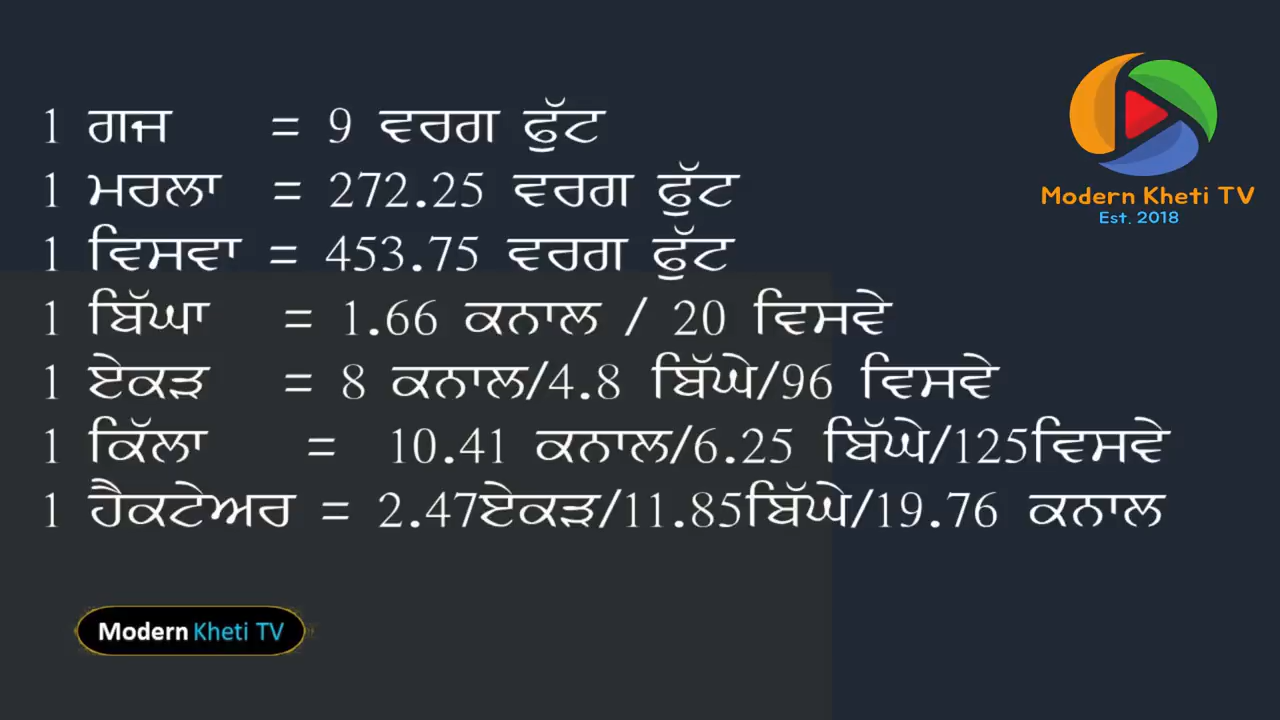 1 ਗਜ = 9 ਵਰਗ ਫੁੱਟ
1 ਮਰਲਾ = 272.25 ਵਰਗ ਫੁੱਟ
1 ਵਿਸਵਾ = 453.75 ਵਰਗ ਫੁੱਟ
1 ਬਿੱਘਾ = 1.66 ਕਨਾਲ / 20 ਵਿਸਵੇ
1 ਏਕੜ = 8 ਕਨਾਲ/4.8 ਬਿੱਘੇ/96 ਵਿਸਵੇ
1 ਕਿੱਲਾ = 10.41 ਕਨਾਲ/6.25 ਬਿੱਘੇ/125ਵਿਸਵੇ
1 ਹੈਕਟੇਅਰ = 2.47ਏਕੜ/11.85ਬਿੱਘੇ/19.76 ਕਨਾਲ
Modern Kheti TV
Est. 2018
Modern Kheti TV